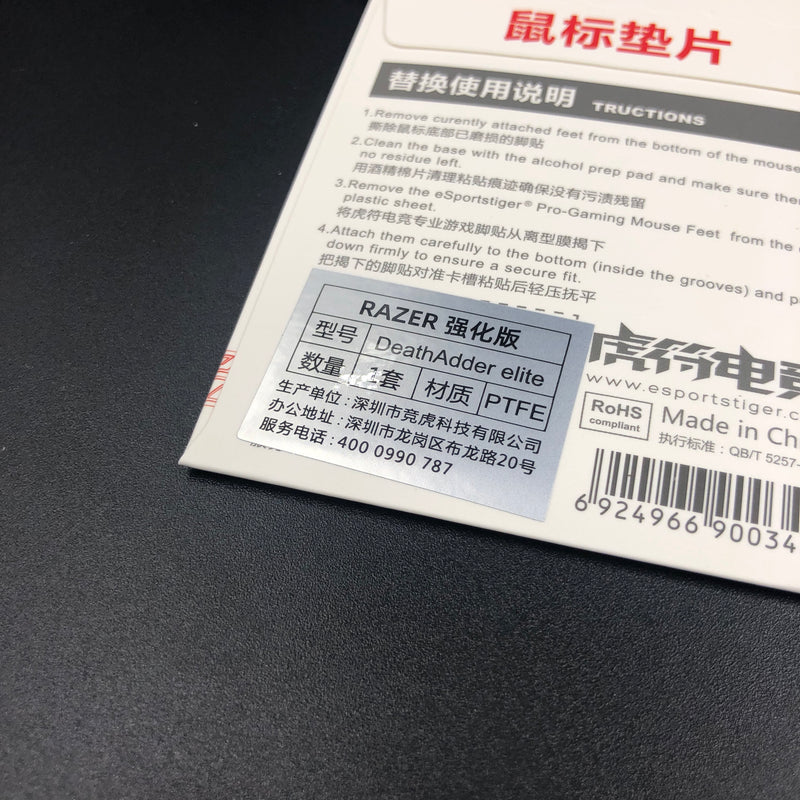 鼠标垫片
替换使用说明 TRUCTIONS
1.Remove curently attached feet from the bottom of the mouse
撕除鼠标底部已磨损的脚贴
2.Clean the base with the alcohol prep pad and make sure there
no residue left.
用酒精棉片清理粘贴痕迹确保没有污渍残留
3.Remove the eSportstiger® Pro-Gaming Mouse Feet from the
plastic sheet.
将虎符电竞专业游戏脚贴从离型膜揭下
4.Attach them carefully to the bottom (inside the grooves) and
down firmly to ensure a secure fit.
把揭下的脚贴对准卡槽粘贴后轻压抚平
RAZER 强化版
型号 DeathAdder elite
数量 1套 材质 PTFE
生产单位:深圳市竞虎科技有限公司
办公地址:深圳市龙岗区布龙路20号
服务电话:400 0990 787
虎符电竞
www.esportstiger.c
RoHS
compliant
Made in Ch
执行标准:QB/T 5257-
6 924966 90034